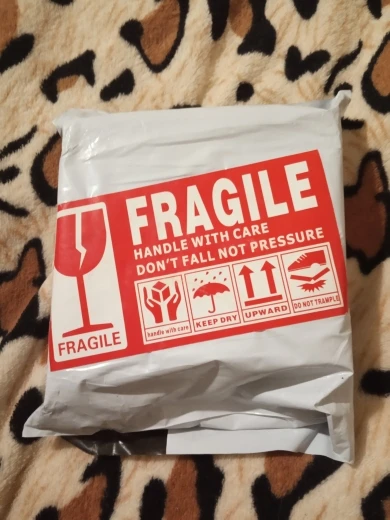 FRAGILE
HANDLE WITH CARE
DON'T FALL NOT PRESSURE
FRAGILE
handle with care
KEEP DRY
UPWARD
DO NOT TRAMPLE